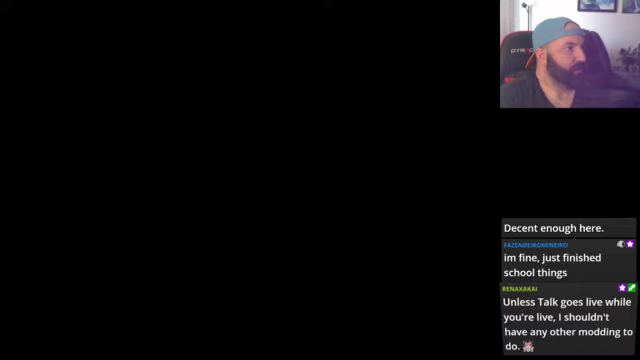 Decent enough here.
FAZENDEIROMINEIRO
im fine, just finished
school things
RENAXAKAI
Unless Talk goes live while
you're live, I shouldn't
have any other modding to
do.